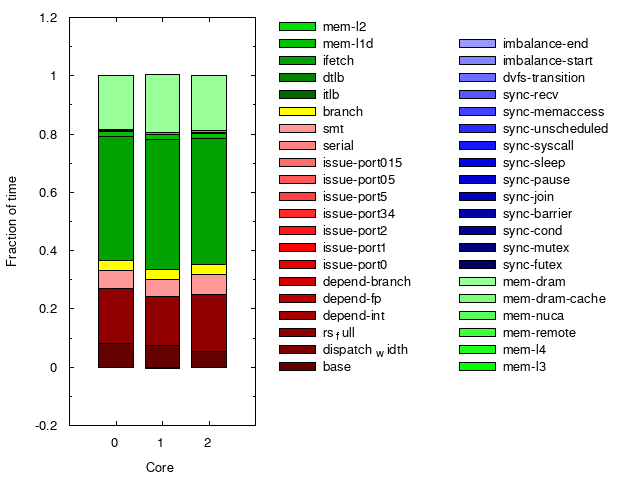 1.2
1
0.8
0.6
0.4
0.2
0
-0.2
Fraction of time
0
1
2
Core
mem-l2
mem-l1d
ifetch
dtlb
itlb
branch
smt
serial
issue-port015
issue-port05
issue-port5
issue-port34
issue-port2
issue-port1
issue-port0
depend-branch
depend-fp
depend-int
rs_full
dispatch_width
base
imbalance-end
imbalance-start
dvfs-transition
sync-recv
sync-memaccess
sync-unscheduled
sync-syscall
sync-sleep
sync-pause
sync-join
sync-barrier
sync-cond
sync-mutex
sync-futex
mem-dram
mem-dram-cache
mem-nuca
mem-remote
mem-l4
mem-l3